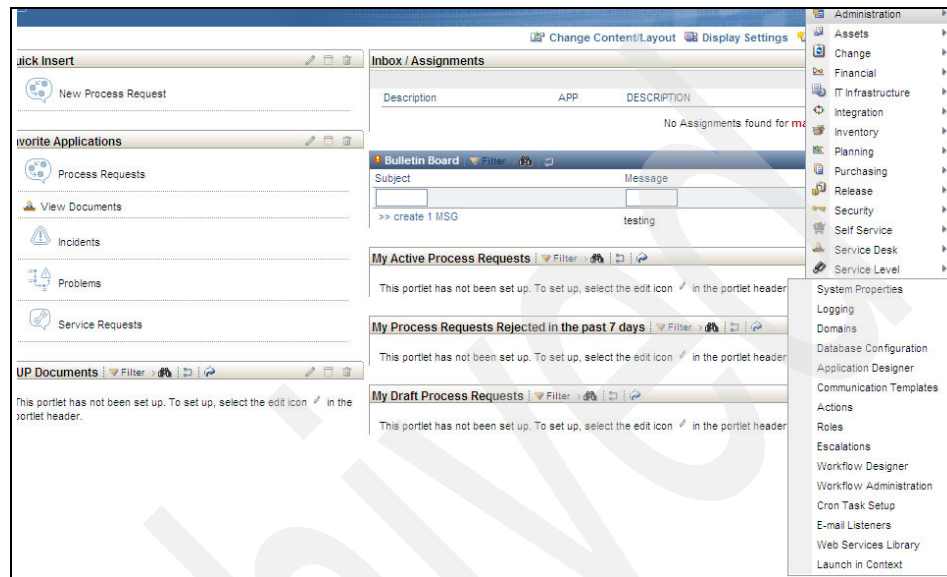 Change Content/Layout Display Settings
uick Insert
New Process Request
avorite Applications
Process Requests
View Documents
Incidents
Problems
Service Requests
UP Documents Filter
This portlet has not been set up. To set up, select the edit icon in the
portlet header.
Inbox / Assignments
Description APP DESCRIPTION
No Assignments found for ma
Bulletin Board Filter
Subject Message
>> create 1 MSG testing
My Active Process Requests Filter
This portlet has not been set up. To set up, select the edit icon in the portlet header
My Process Requests Rejected in the past 7 days Filter
This portlet has not been set up. To set up, select the edit icon in the portlet header
My Draft Process Requests Filter
This portlet has not been set up. To set up, select the edit icon in the portlet header
Administration
Assets
Change
Financial
IT Infrastructure
Integration
Inventory
Planning
Purchasing
Release
Security
Self Service
Service Desk
Service Level
System Properties
Logging
Domains
Database Configuration
Application Designer
Communication Templates
Actions
Roles
Escalations
Workflow Designer
Workflow Administration
Cron Task Setup
E-mail Listeners
Web Services Library
Launch in Context